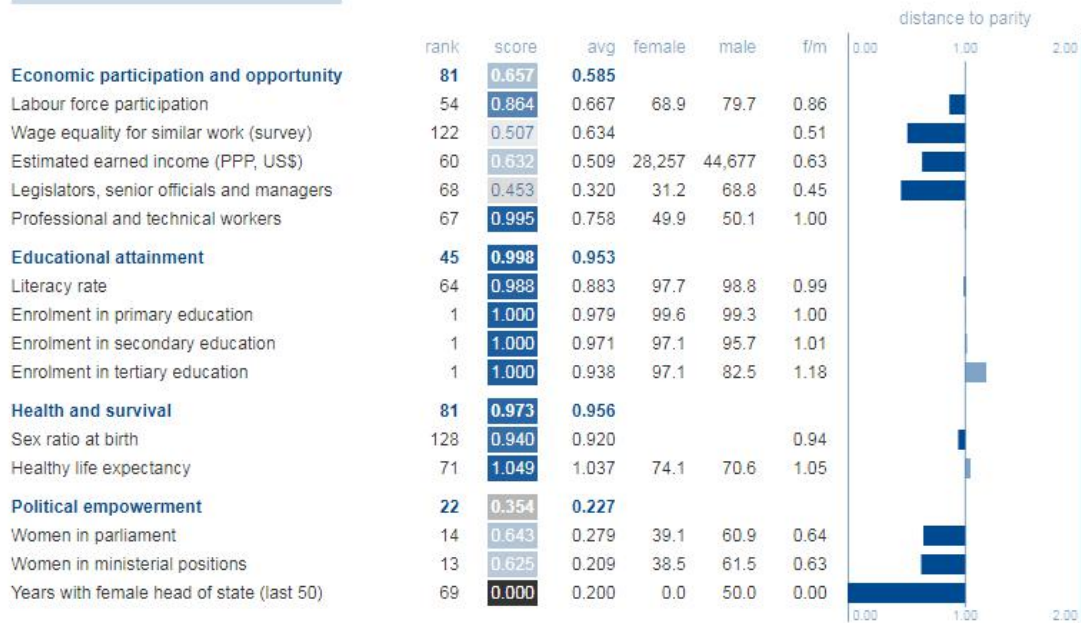 distance to parity
rank score avg female male f/m 0.00 1.00 2.00
Economic participation and opportunity 81 0.657 0.585
Labour force participation 54 0.864 0.667 68.9 79.7 0.86
Wage equality for similar work (survey) 122 0.507 0.634 0.51
Estimated earned income (PPP, US$) 60 0.632 0.509 28,257 44,677 0.63
Legislators, senior officials and managers 68 0.453 0.320 31.2 68.8 0.45
Professional and technical workers 67 0.995 0.758 49.9 50.1 1.00
Educational attainment 45 0.998 0.953
Literacy rate 64 0.988 0.883 97.7 98.8 0.99
Enrolment in primary education 1 1.000 0.979 99.6 99.3 1.00
Enrolment in secondary education 1 1.000 0.971 97.1 95.7 1.01
Enrolment in tertiary education 1 1.000 0.938 97.1 82.5 1.18
Health and survival 81 0.973 0.956
Sex ratio at birth 128 0.940 0.920 0.94
Healthy life expectancy 71 1.049 1.037 74.1 70.6 1.05
Political empowerment 22 0.354 0.227
Women in parliament 14 0.643 0.279 39.1 60.9 0.64
Women in ministerial positions 13 0.625 0.209 38.5 61.5 0.63
Years with female head of state (last 50) 69 0.000 0.200 0.0 50.0 0.00
0.00 1.00 2.00